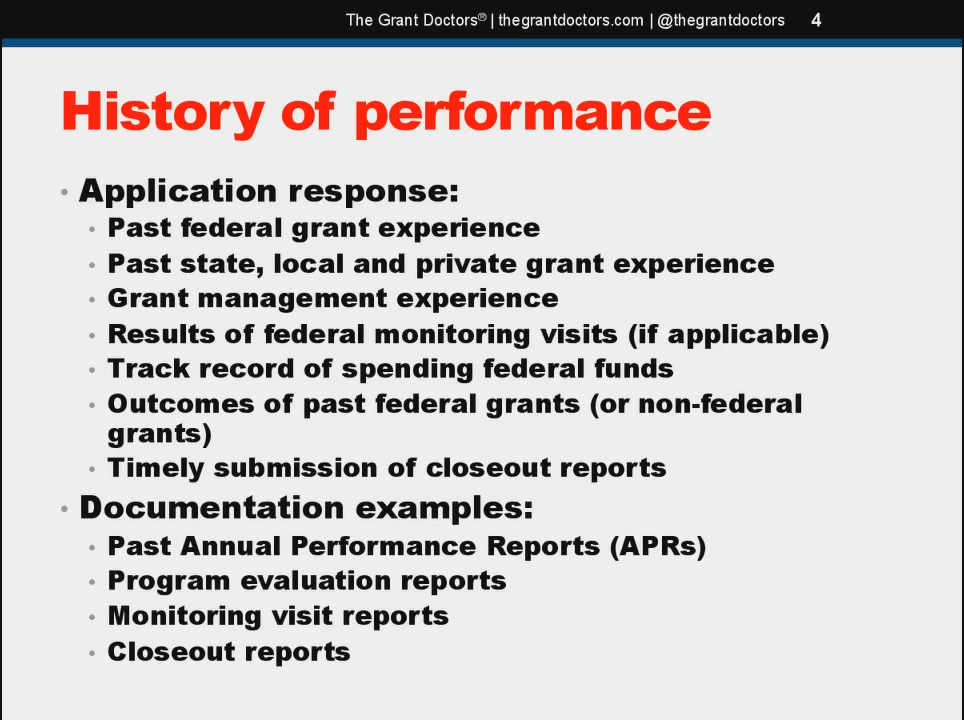 The Grant Doctors® | thegrantdoctors.com | @thegrantdoctors 4
History of performance
• Application response:
• Past federal grant experience
• Past state, local and private grant experience
• Grant management experience
• Results of federal monitoring visits (if applicable)
• Track record of spending federal funds
• Outcomes of past federal grants (or non-federal
grants)
• Timely submission of closeout reports
• Documentation examples:
• Past Annual Performance Reports (APRs)
• Program evaluation reports
• Monitoring visit reports
• Closeout reports